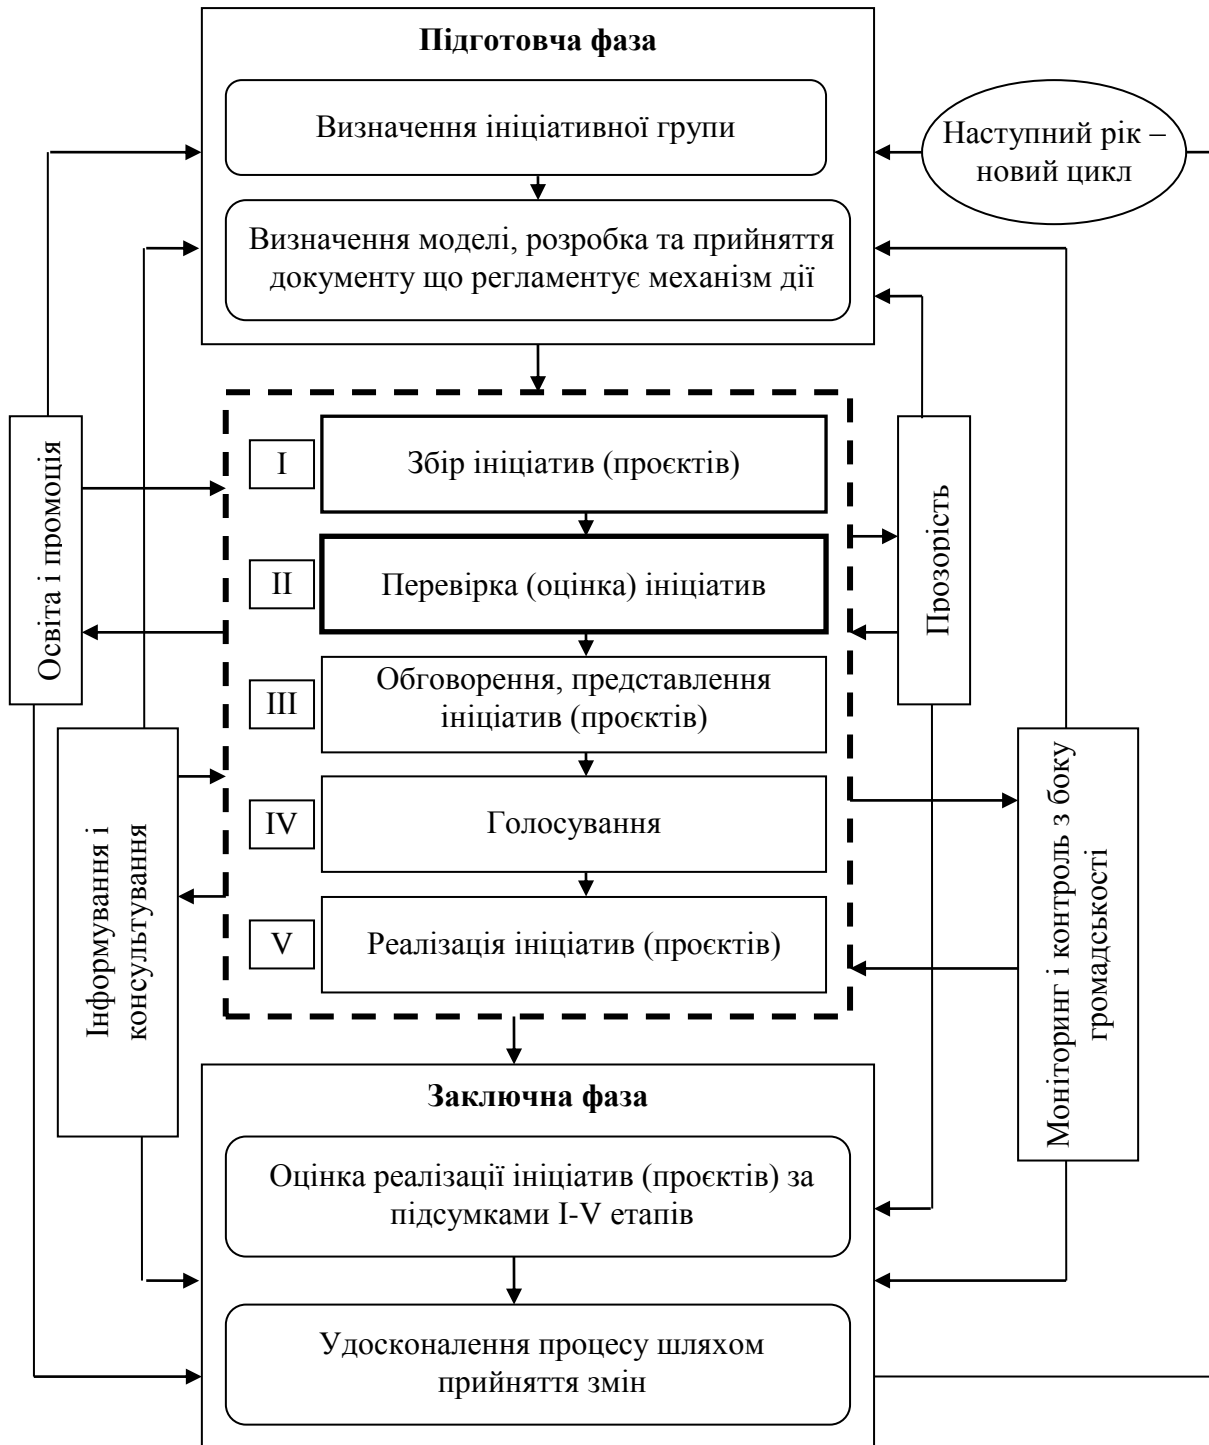 Підготовча фаза
Визначення ініціативної групи
Наступний рік –
новий цикл
Визначення моделі, розробка та прийняття
документу що регламентує механізм дії
I
Збір ініціатив (проєктів)
II
Перевірка (оцінка) ініціатив
III
Обговорення, представлення
ініціатив (проєктів)
IV
Голосування
V
Реалізація ініціатив (проєктів)
Освіта і промоція
Інформування і
консультування
Прозорість
Моніторинг і контроль з боку
громадськості
Заключна фаза
Оцінка реалізації ініціатив (проєктів) за
підсумками I-V етапів
Удосконалення процесу шляхом
прийняття змін